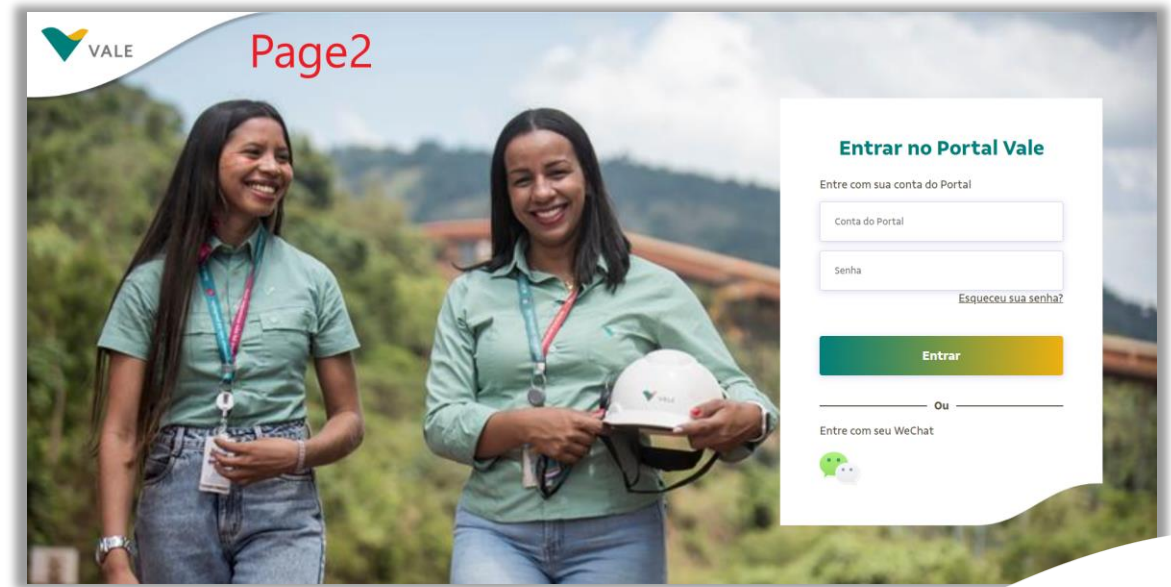 VALE
Page2
Entrar no Portal Vale
Entre com sua conta do Portal
Conta do Portal
Senha
Esqueceu sua senha?
Entrar
Ou
Entre com seu WeChat
VALE